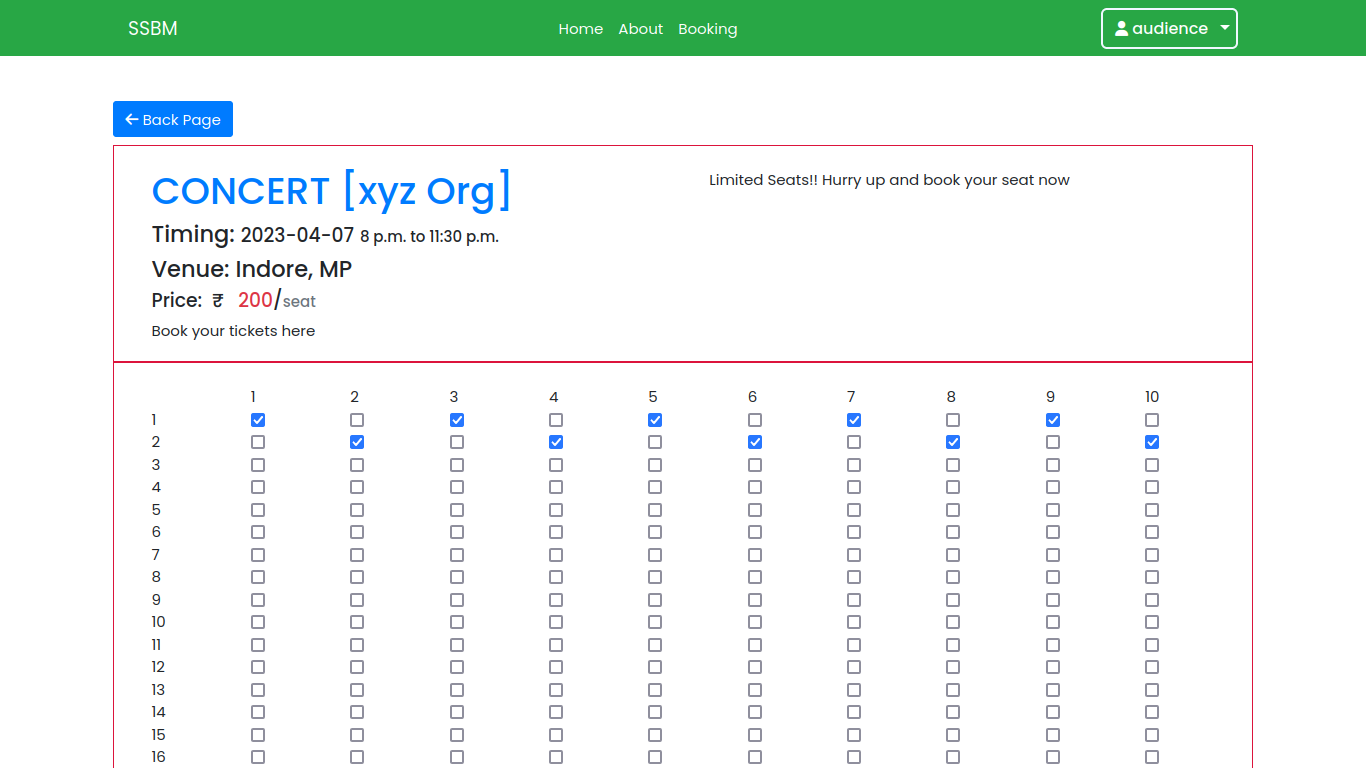 SSBM Home About Booking audience
Back Page
CONCERT [xyz Org]
Limited Seats!! Hurry up and book your seat now
Timing: 2023-04-07 8 p.m. to 11:30 p.m.
Venue: Indore, MP
Price: ₹ 200/seat
Book your tickets here
1 2 3 4 5 6 7 8 9 10
1
2
3
4
5
6
7
8
9
10
11
12
13
14
15
16